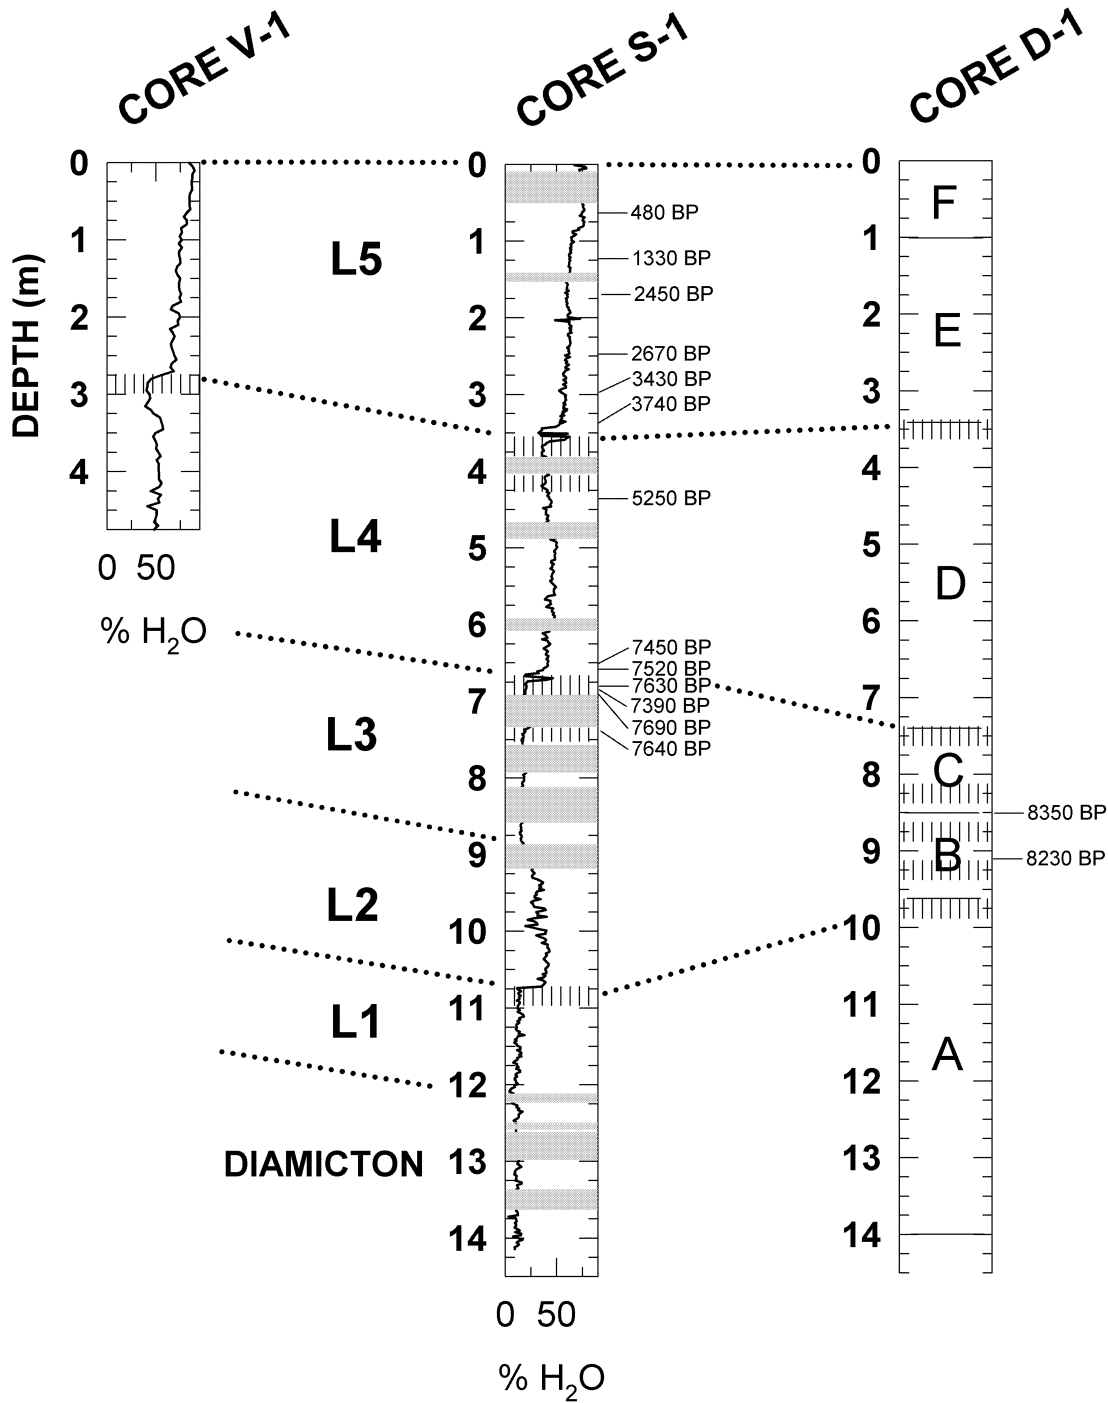 CORE V-1
CORE S-1
CORE D-1
DEPTH (m)
0
1
2
3
4
0 50
% H₂O
L5
L4
L3
L2
L1
DIAMICTON
0
1
2
3
4
5
6
7
8
9
10
11
12
13
14
0 50
% H₂O
480 BP
1330 BP
2450 BP
2670 BP
3430 BP
3740 BP
5250 BP
7450 BP
7520 BP
7630 BP
7390 BP
7690 BP
7640 BP
0
1
2
3
4
5
6
7
8
9
10
11
12
13
14
F
E
D
C
B
A
8350 BP
8230 BP